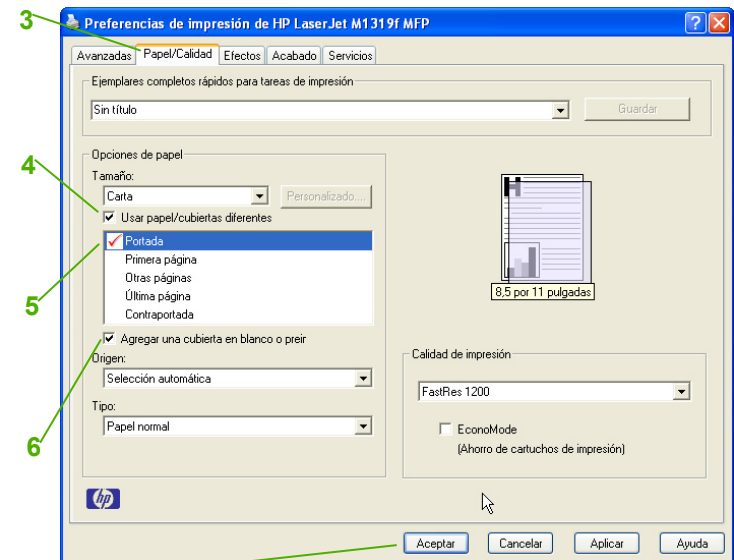 3
Preferencias de impresión de HP LaserJet M1319f MFP
Avanzadas Papel/Calidad Efectos Acabado Servicios
Ejemplares completos rápidos para tareas de impresión
Sin título
Guardar
Opciones de papel
4
Tamaño:
Carta
Personalizado....
Usar papel/cubiertas diferentes
5
Portada
Primera página
Otras páginas
Última página
Contraportada
8,5 por 11 pulgadas
6
Agregar una cubierta en blanco o preir
Origen:
Selección automática
Tipo:
Papel normal
Calidad de impresión
FastRes 1200
EconoMode
(Ahorro de cartuchos de impresión)
hp
Aceptar Cancelar Aplicar Ayuda